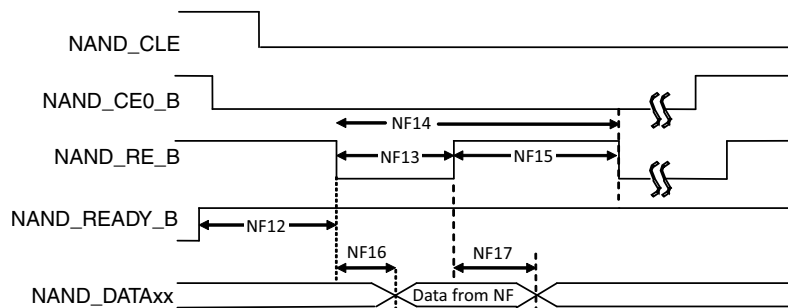 NAND_CLE
NAND_CE0_B
NF14
NAND_RE_B
NF13
NF15
NAND_READY_B
NF12
NF16
NF17
NAND_DATAxx
Data from NF